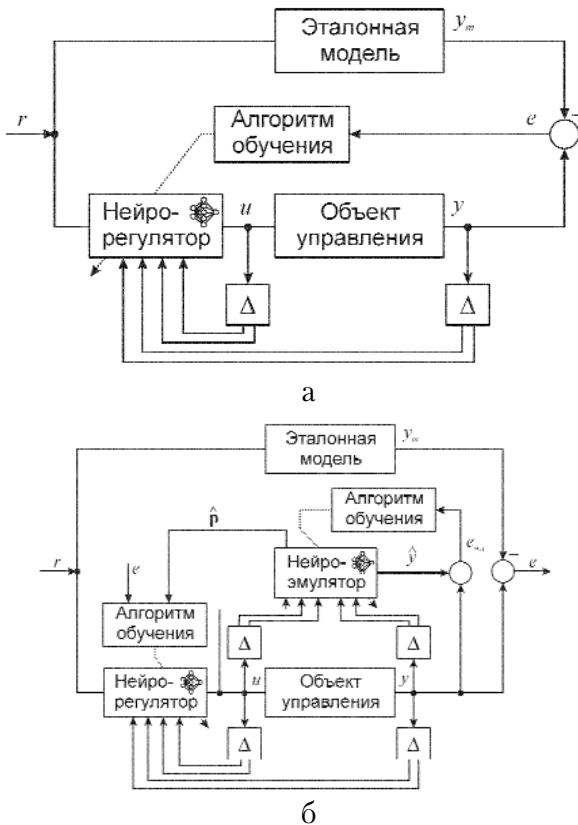 Эталонная
модель
y_m
r
Алгоритм
обучения
e
−
Нейро-
регулятор
u
Объект
управления
y
Δ
Δ
а
Эталонная
модель
y_m
Алгоритм
обучения
p̂
Нейро-
эмулятор
ŷ
−
e
r
e
Алгоритм
обучения
Δ
Δ
Нейро-
регулятор
u
Объект
управления
y
Δ
Δ
б